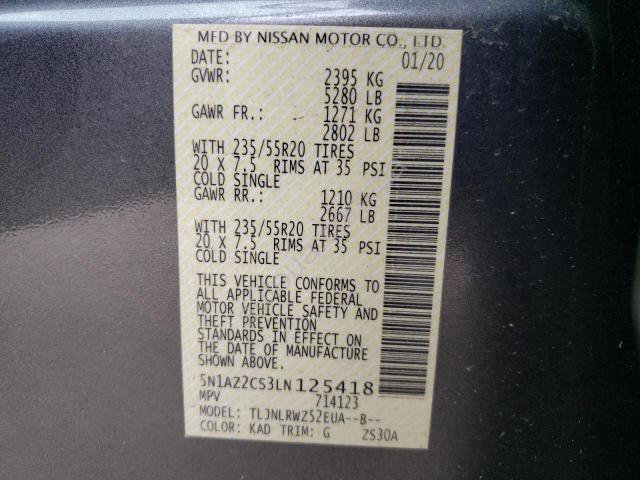 MFD BY NISSAN MOTOR CO., LTD.
DATE: 01/20
GVWR: 2395 KG
5280 LB
GAWR FR.: 1271 KG
2802 LB
WITH 235/55R20 TIRES
20 X 7.5 RIMS AT 35 PSI
COLD SINGLE
GAWR RR.: 1210 KG
2667 LB
WITH 235/55R20 TIRES
20 X 7.5 RIMS AT 35 PSI
COLD SINGLE
THIS VEHICLE CONFORMS TO
ALL APPLICABLE FEDERAL
MOTOR VEHICLE SAFETY AND
THEFT PREVENTION
STANDARDS IN EFFECT ON
THE DATE OF MANUFACTURE
SHOWN ABOVE.
5N1AZ2CS3LN125418
MPV 714123
MODEL: TLJNLRWZ52EUA--B--
COLOR: KAD TRIM: G ZS30A